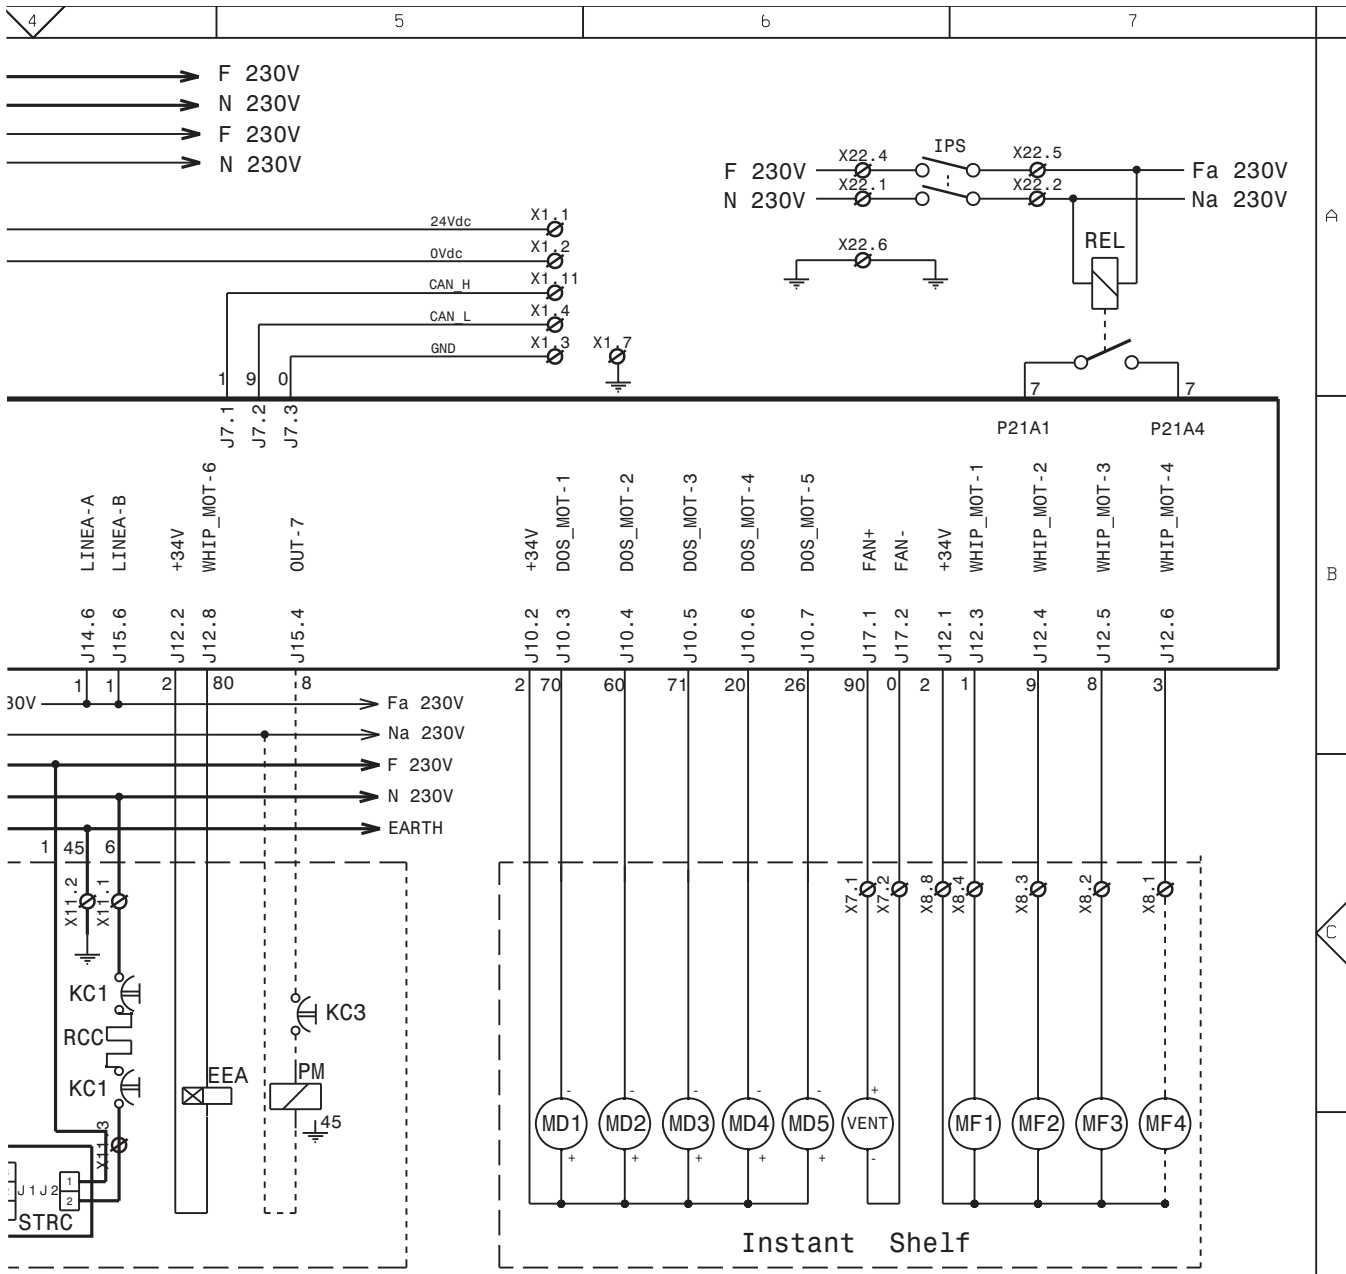 4 5 6 7
F 230V
N 230V
F 230V
N 230V
IPS
X22.4 X22.5
F 230V Fa 230V
X22.1 X22.2
N 230V Na 230V
A
X22.6
REL
24Vdc X1.1
0Vdc X1.2
CAN_H X1.11
CAN_L X1.4
GND X1.3 X1.7
1 9 0 7 7
J7.1 J7.2 J7.3
P21A1 P21A4
LINEA-A LINEA-B +34V WHIP_MOT-6 OUT-7 +34V DOS_MOT-1 DOS_MOT-2 DOS_MOT-3 DOS_MOT-4 DOS_MOT-5 FAN+ FAN- +34V WHIP_MOT-1 WHIP_MOT-2 WHIP_MOT-3 WHIP_MOT-4
B
J14.6 J15.6 J12.2 J12.8 J15.4 J10.2 J10.3 J10.4 J10.5 J10.6 J10.7 J17.1 J17.2 J12.1 J12.3 J12.4 J12.5 J12.6
1 1 2 80 8 2 70 60 71 20 26 90 0 2 1 9 8 3
30V Fa 230V
Na 230V
F 230V
N 230V
EARTH
1 45 6
X11.2 X11.1 X7.1 X7.2 X8.8 X8.4 X8.3 X8.2 X8.1
C
KC1
KC3
RCC
KC1 EEA PM
45
- - - - - +
MD1 MD2 MD3 MD4 MD5 VENT MF1 MF2 MF3 MF4
+ + + + + -
X11.3
J1 J2 1
2
STRC
Instant Shelf